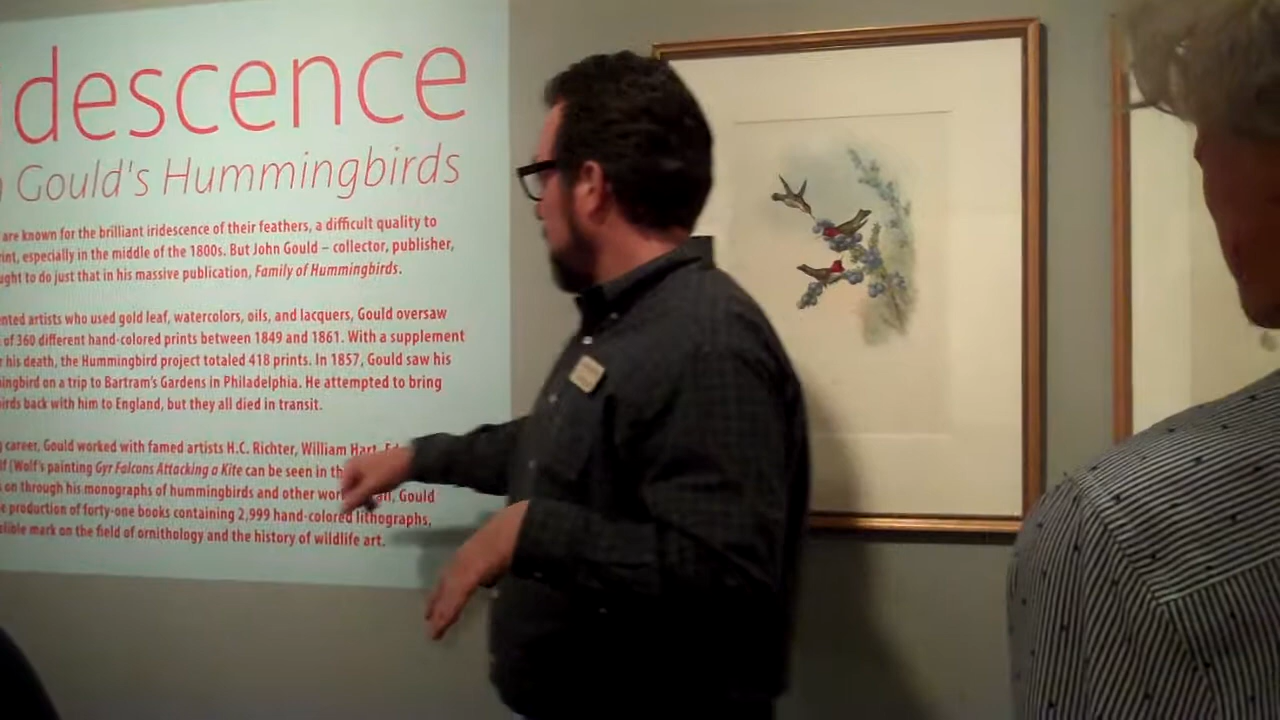 descence
Gould's Hummingbirds
are known for the brilliant iridescence of their feathers, a difficult quality to
int, especially in the middle of the 1800s. But John Gould – collector, publisher,
ught to do just that in his massive publication, Family of Hummingbirds.
nted artists who used gold leaf, watercolors, oils, and lacquers, Gould oversaw
of 360 different hand-colored prints between 1849 and 1861. With a supplement
his death, the Hummingbird project totaled 418 prints. In 1857, Gould saw his
ingbird on a trip to Bartram's Gardens in Philadelphia. He attempted to bring
irds back with him to England, but they all died in transit.
career, Gould worked with famed artists H.C. Richter, William Hart, Ed
lf (Wolf's painting Gyr Falcons Attacking a Kite can be seen in th
on through his monographs of hummingbirds and other wor Gould
e production of forty-one books containing 2,999 hand-colored lithographs,
elible mark on the field of ornithology and the history of wildlife art.